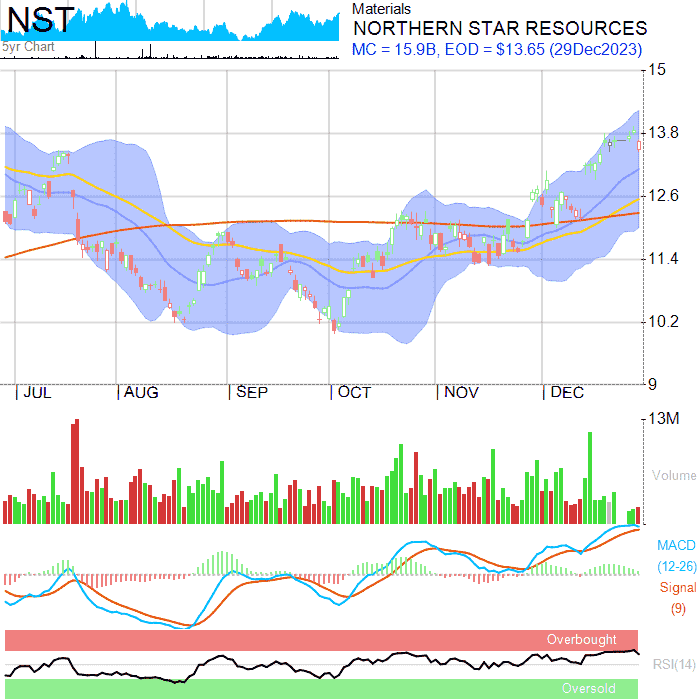 NST
Materials
NORTHERN STAR RESOURCES
5yr Chart
MC = 15.9B, EOD = $13.65 (29Dec2023)
15
13.8
12.6
11.4
10.2
9
JUL AUG SEP OCT NOV DEC
13M
Volume
MACD
(12-26)
Signal
(9)
Overbought
RSI(14)
Oversold